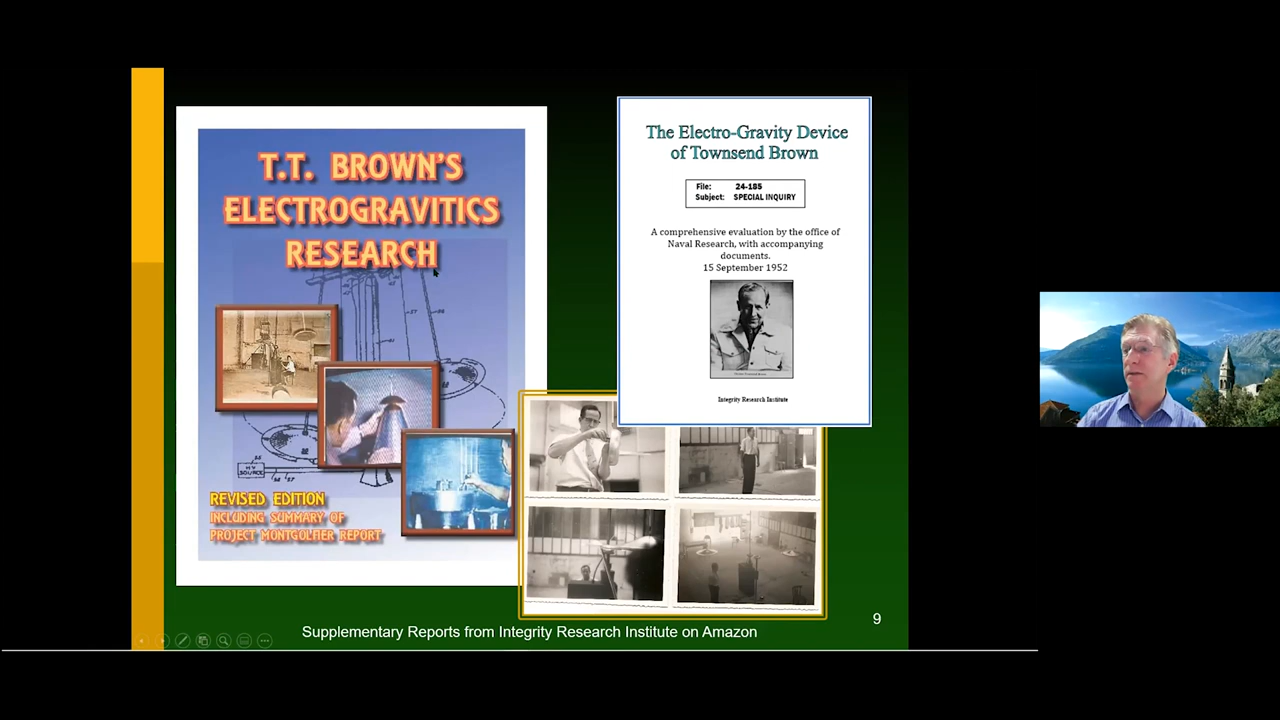 T.T. BROWN'S
ELECTROGRAVITICS
RESEARCH
HV
SOURCE
REVISED EDITION
INCLUDING SUMMARY OF
PROJECT MONTGOLFIER REPORT
The Electro-Gravity Device
of Townsend Brown
File: 24-185
Subject: SPECIAL INQUIRY
A comprehensive evaluation by the office of
Naval Research, with accompanying
documents.
15 September 1952
Integrity Research Institute
Supplementary Reports from Integrity Research Institute on Amazon
9